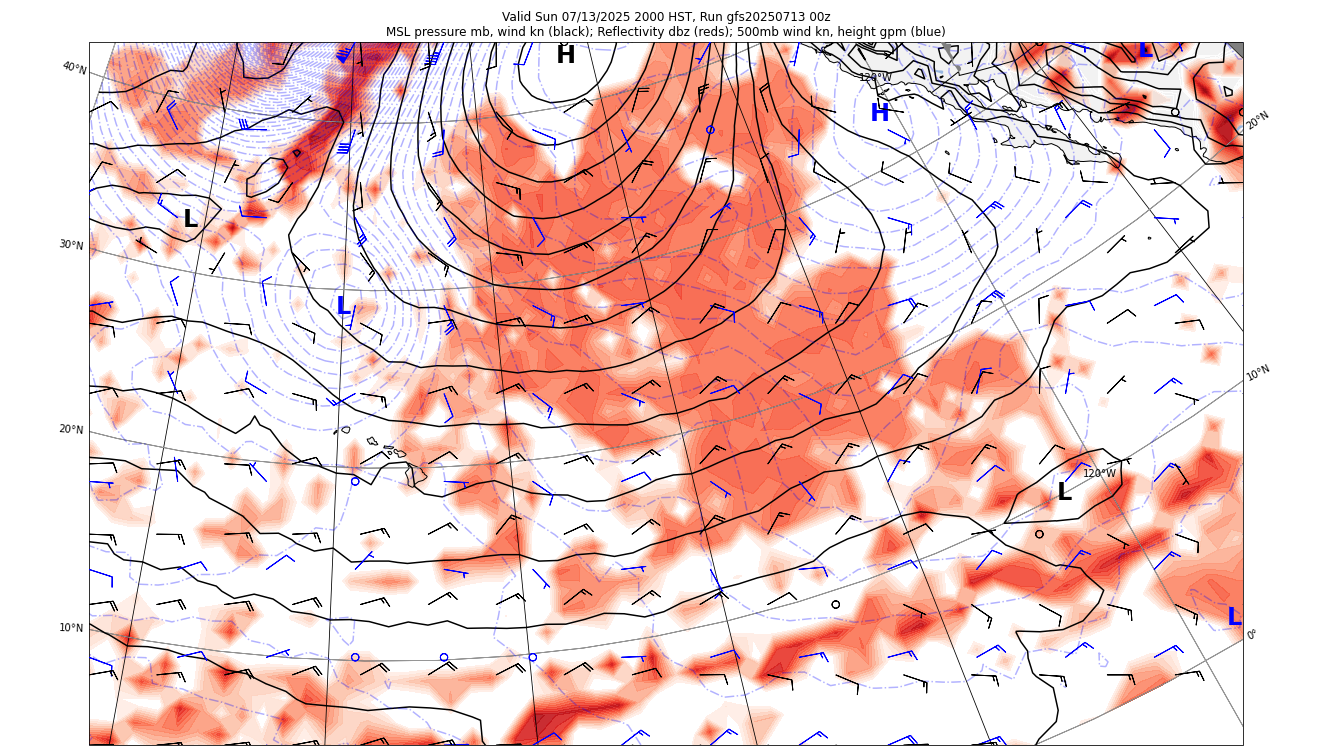 Valid Sun 07/13/2025 2000 HST, Run gfs20250713 00z
MSL pressure mb, wind kn (black); Reflectivity dbz (reds); 500mb wind kn, height gpm (blue)
H
L
40°N
120°W
H
20°N
L
30°N
L
10°N
20°N
120°W
L
10°N
L
0°